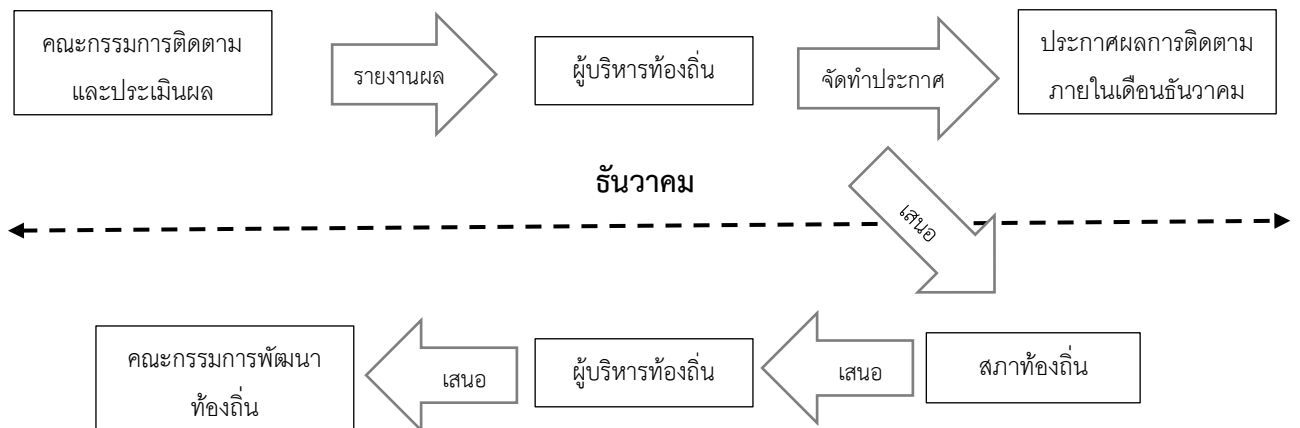 คณะกรรมการติดตาม
และประเมินผล
รายงานผล
ผู้บริหารท้องถิ่น
จัดทำประกาศ
ประกาศผลการติดตาม
ภายในเดือนธันวาคม
ธันวาคม
เสนอ
สภาท้องถิ่น
เสนอ
ผู้บริหารท้องถิ่น
เสนอ
คณะกรรมการพัฒนา
ท้องถิ่น